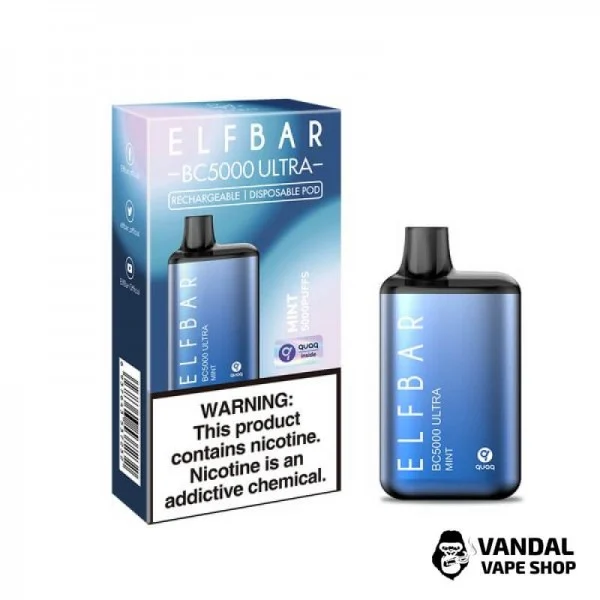 ELFBAR
BC5000 ULTRA
RECHARGEABLE | DISPOSABLE POD
MINT
5000PUFFS
quaq
inside
ELFBAR
BC5000 ULTRA
MINT
quaq
WARNING:
This product
contains nicotine.
Nicotine is an
addictive chemical.
ELFBAR
BC5000 ULTRA
MINT
quaq
VANDAL
VAPE SHOP